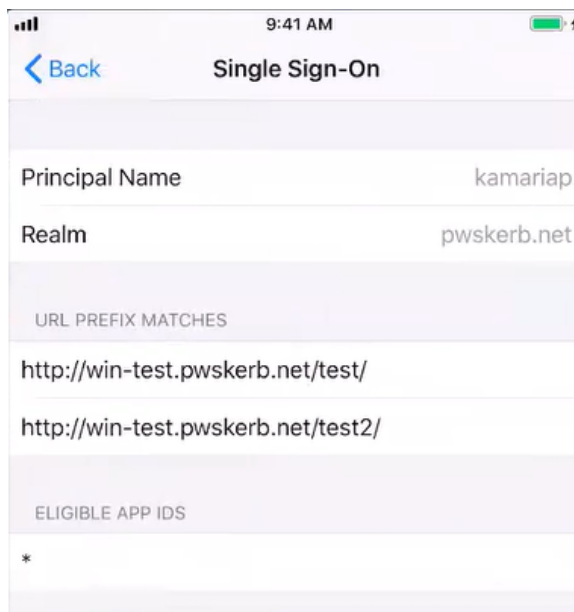 9:41 AM
Back
Single Sign-On
Principal Name kamariap
Realm pwskerb.net
URL PREFIX MATCHES
http://win-test.pwskerb.net/test/
http://win-test.pwskerb.net/test2/
ELIGIBLE APP IDS
*